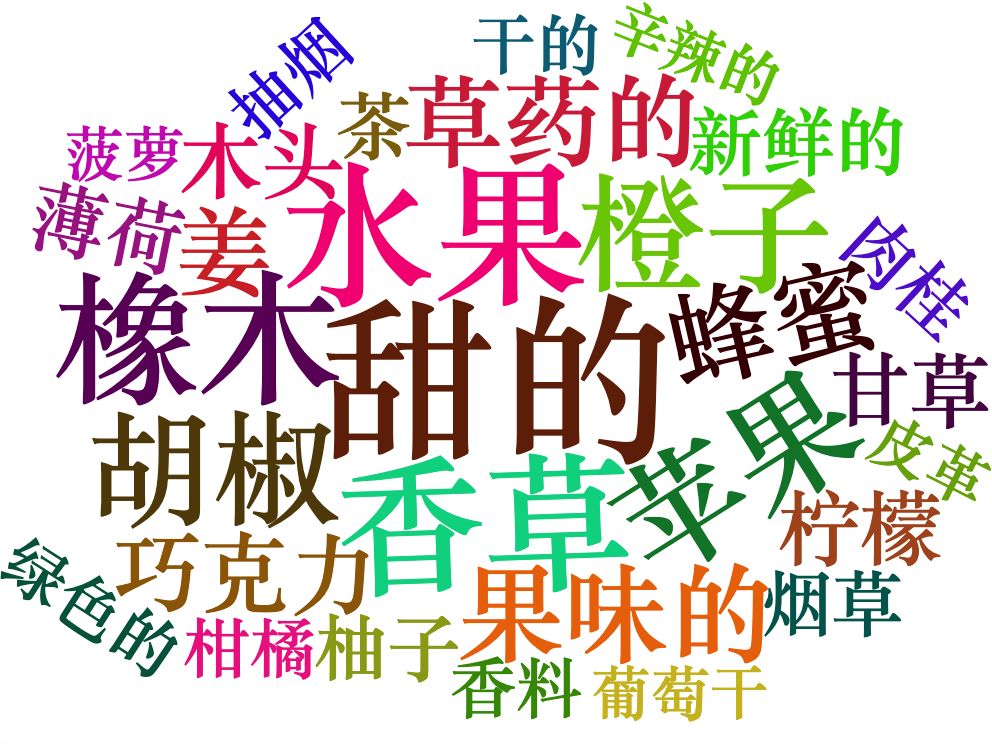 干的
辛辣的
抽烟
茶
草药的
新鲜的
菠萝
木头
水果
橙子
薄荷
姜
肉桂
橡木
甜的
蜂蜜
甘草
苹果
胡椒
香草
皮革
柠檬
巧克力
绿色的
果味的
烟草
柑橘
柚子
香料
葡萄干